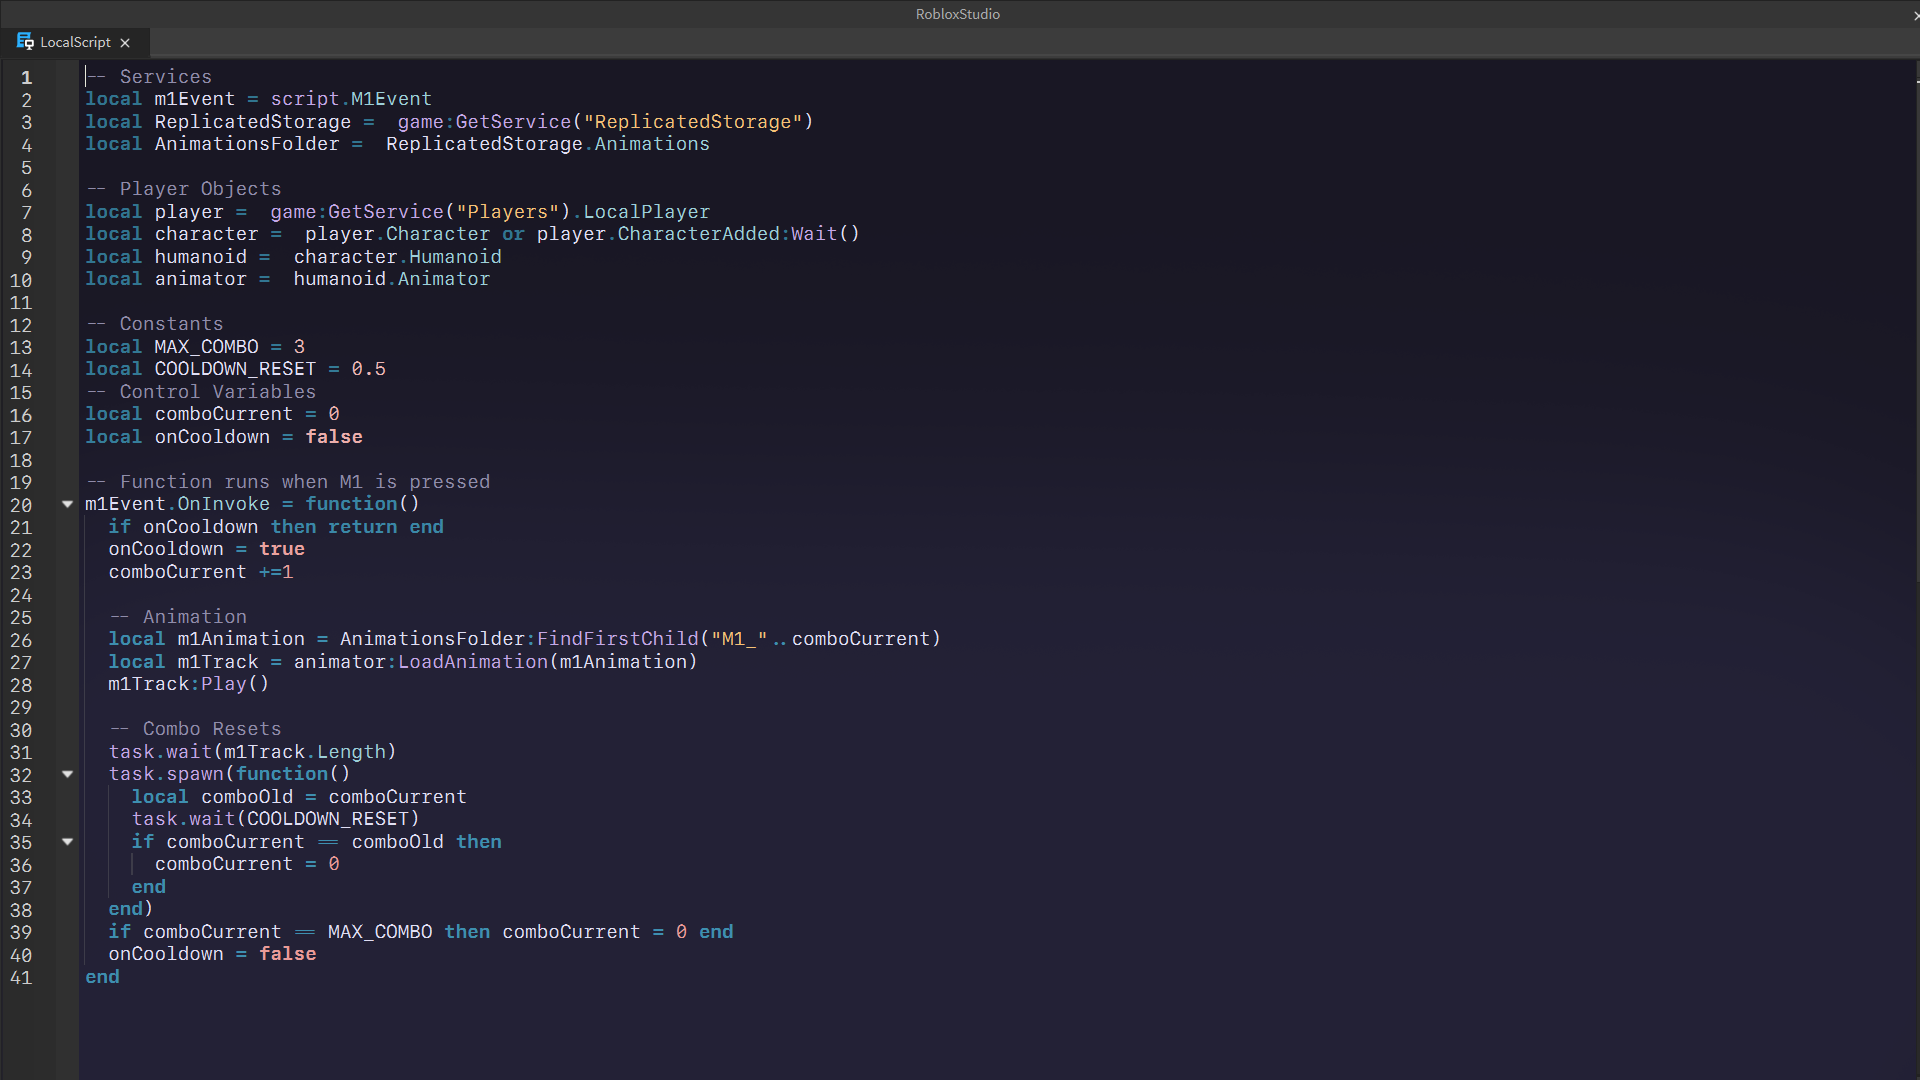 RobloxStudio
LocalScript
1 -- Services
2 local m1Event = script.M1Event
3 local ReplicatedStorage =  game:GetService("ReplicatedStorage")
4 local AnimationsFolder =  ReplicatedStorage.Animations
5
6 -- Player Objects
7 local player =  game:GetService("Players").LocalPlayer
8 local character =  player.Character or player.CharacterAdded:Wait()
9 local humanoid =  character.Humanoid
10 local animator =  humanoid.Animator
11
12 -- Constants
13 local MAX_COMBO = 3
14 local COOLDOWN_RESET = 0.5
15 -- Control Variables
16 local comboCurrent = 0
17 local onCooldown = false
18
19 -- Function runs when M1 is pressed
20 m1Event.OnInvoke = function()
21   if onCooldown then return end
22   onCooldown = true
23   comboCurrent +=1
24
25   -- Animation
26   local m1Animation = AnimationsFolder:FindFirstChild("M1_"..comboCurrent)
27   local m1Track = animator:LoadAnimation(m1Animation)
28   m1Track:Play()
29
30   -- Combo Resets
31   task.wait(m1Track.Length)
32   task.spawn(function()
33     local comboOld = comboCurrent
34     task.wait(COOLDOWN_RESET)
35     if comboCurrent == comboOld then
36       comboCurrent = 0
37     end
38   end)
39   if comboCurrent == MAX_COMBO then comboCurrent = 0 end
40   onCooldown = false
41 end